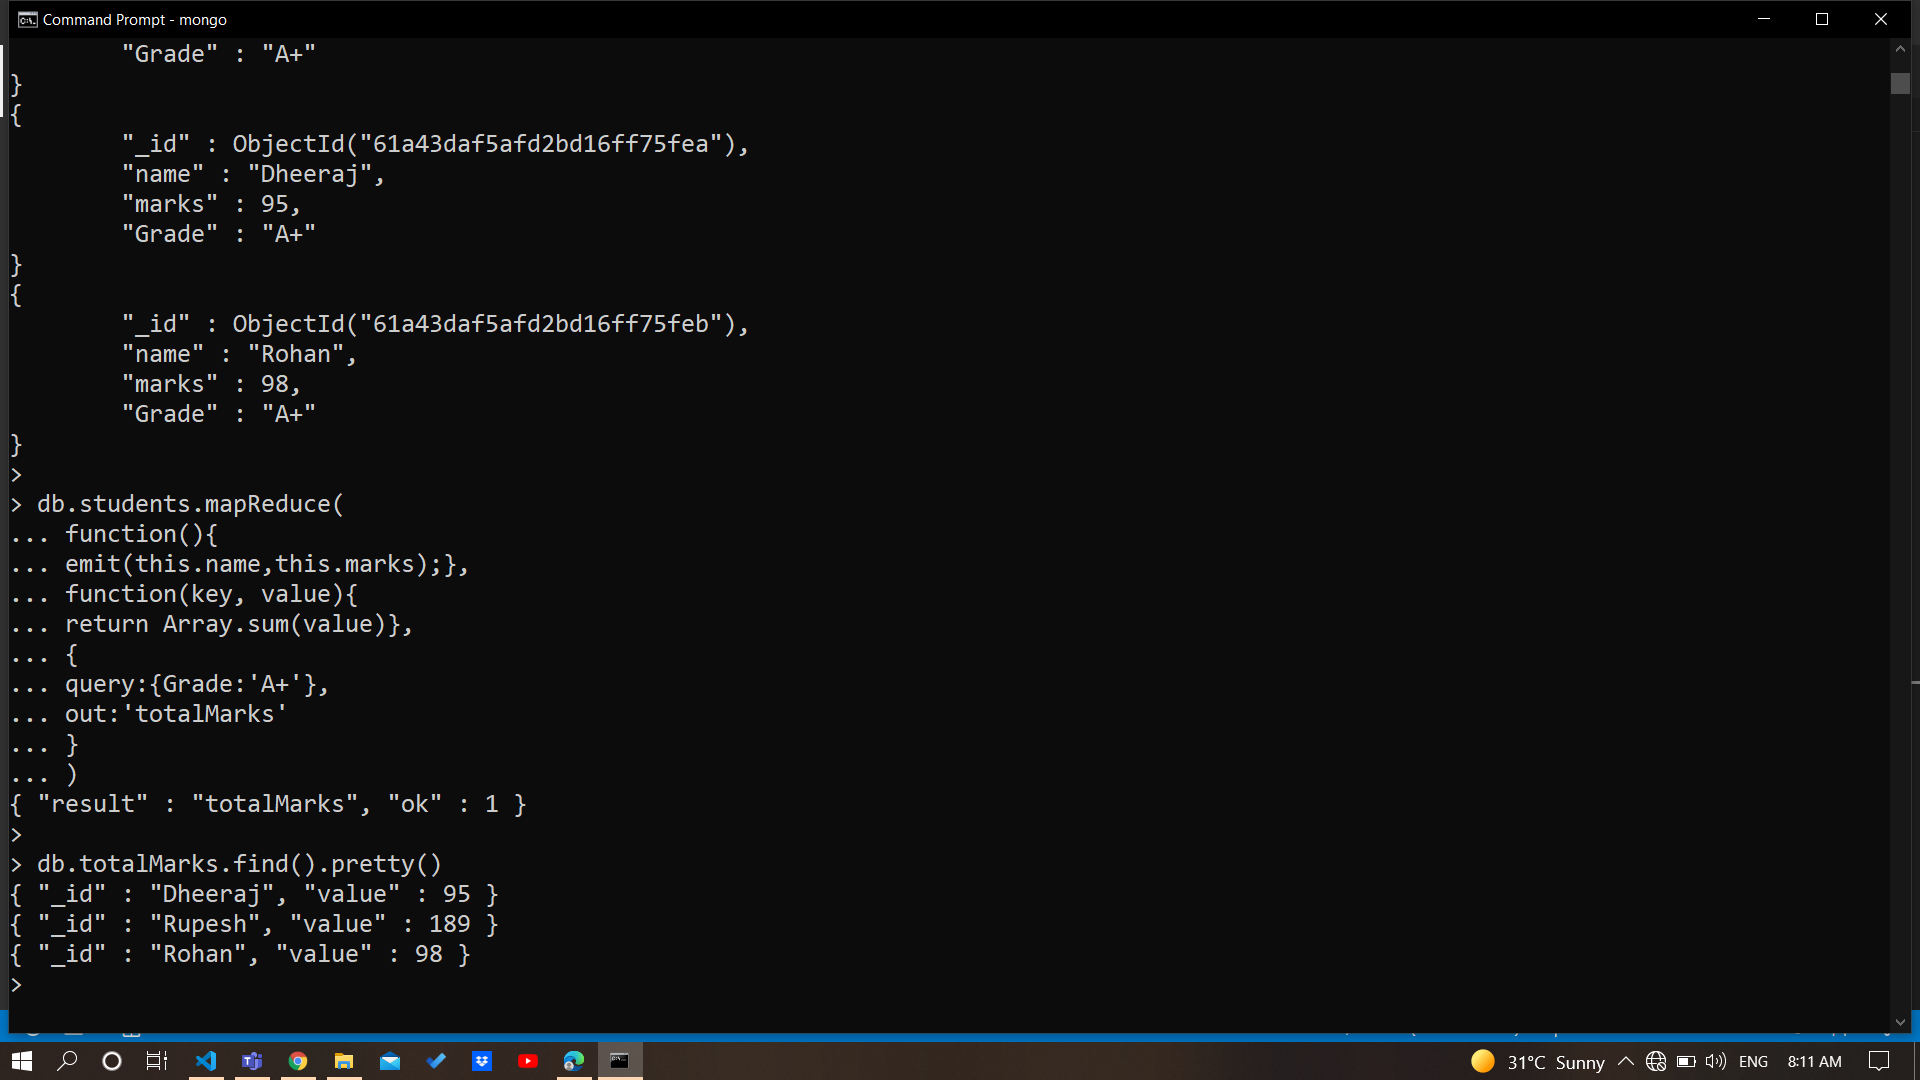 Command Prompt - mongo
"Grade" : "A+"
}
{
"_id" : ObjectId("61a43daf5afd2bd16ff75fea"),
"name" : "Dheeraj",
"marks" : 95,
"Grade" : "A+"
}
{
"_id" : ObjectId("61a43daf5afd2bd16ff75feb"),
"name" : "Rohan",
"marks" : 98,
"Grade" : "A+"
}
>
> db.students.mapReduce(
... function(){
... emit(this.name,this.marks);},
... function(key, value){
... return Array.sum(value)},
... {
... query:{Grade:'A+'},
... out:'totalMarks'
... }
... )
{ "result" : "totalMarks", "ok" : 1 }
>
> db.totalMarks.find().pretty()
{ "_id" : "Dheeraj", "value" : 95 }
{ "_id" : "Rupesh", "value" : 189 }
{ "_id" : "Rohan", "value" : 98 }
>
31°C Sunny ENG 8:11 AM